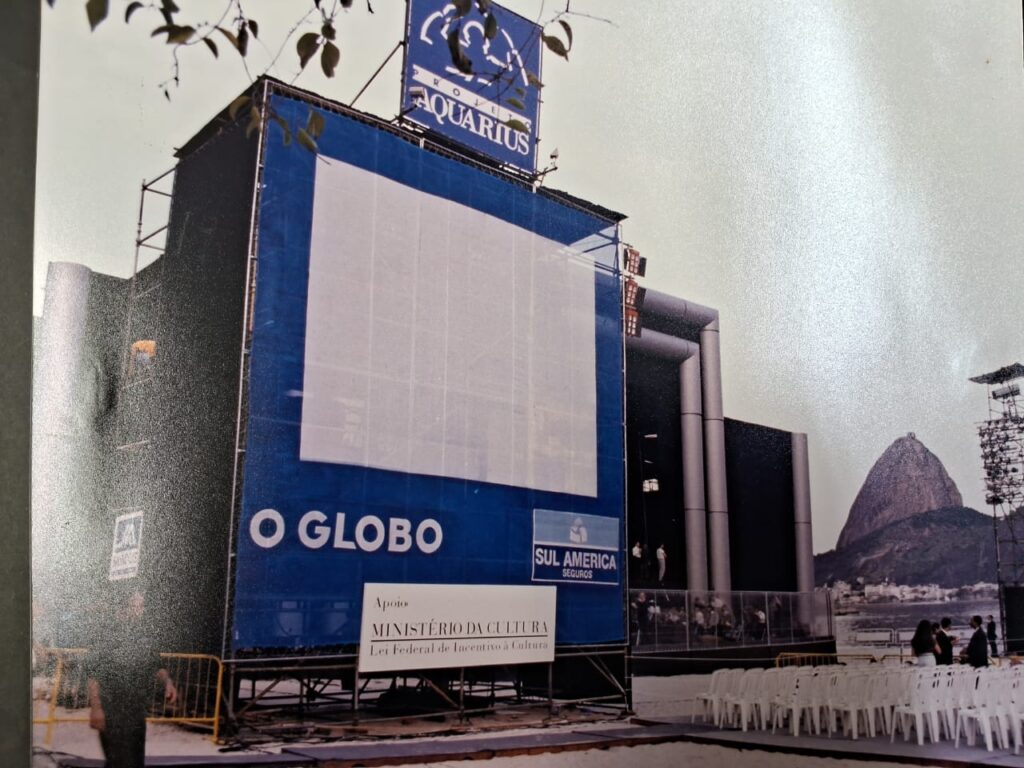 PROJETO
AQUARIUS
O GLOBO
SUL AMERICA
SEGUROS
Apoio:
MINISTÉRIO DA CULTURA
Lei Federal de Incentivo à Cultura